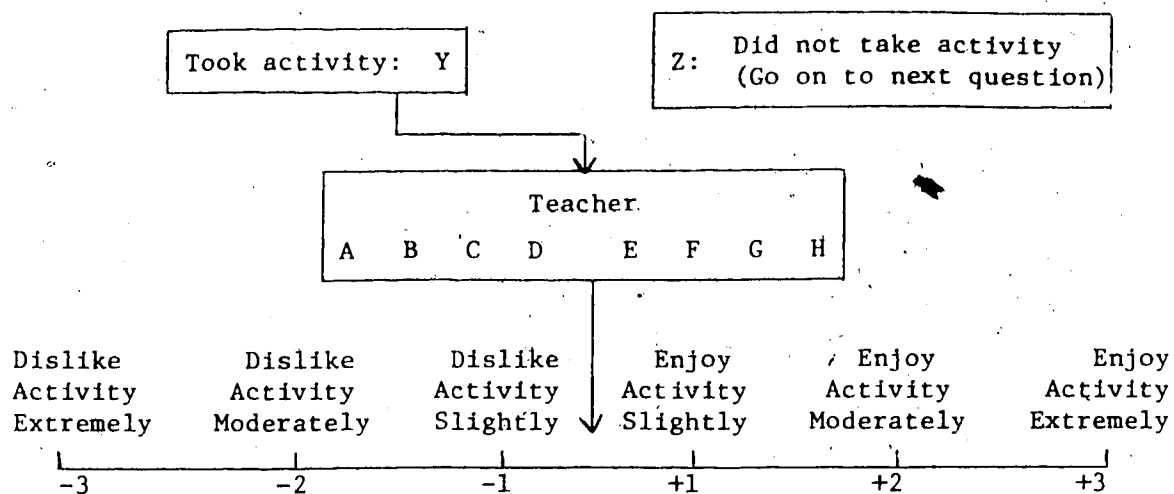 Took activity: Y
Z: Did not take activity
(Go on to next question)
Teacher
A B C D E F G H
Dislike Dislike Dislike Enjoy Enjoy Enjoy
Activity Activity Activity Activity Activity Activity
Extremely Moderately Slightly Slightly Moderately Extremely
-3 -2 -1 +1 +2 +3